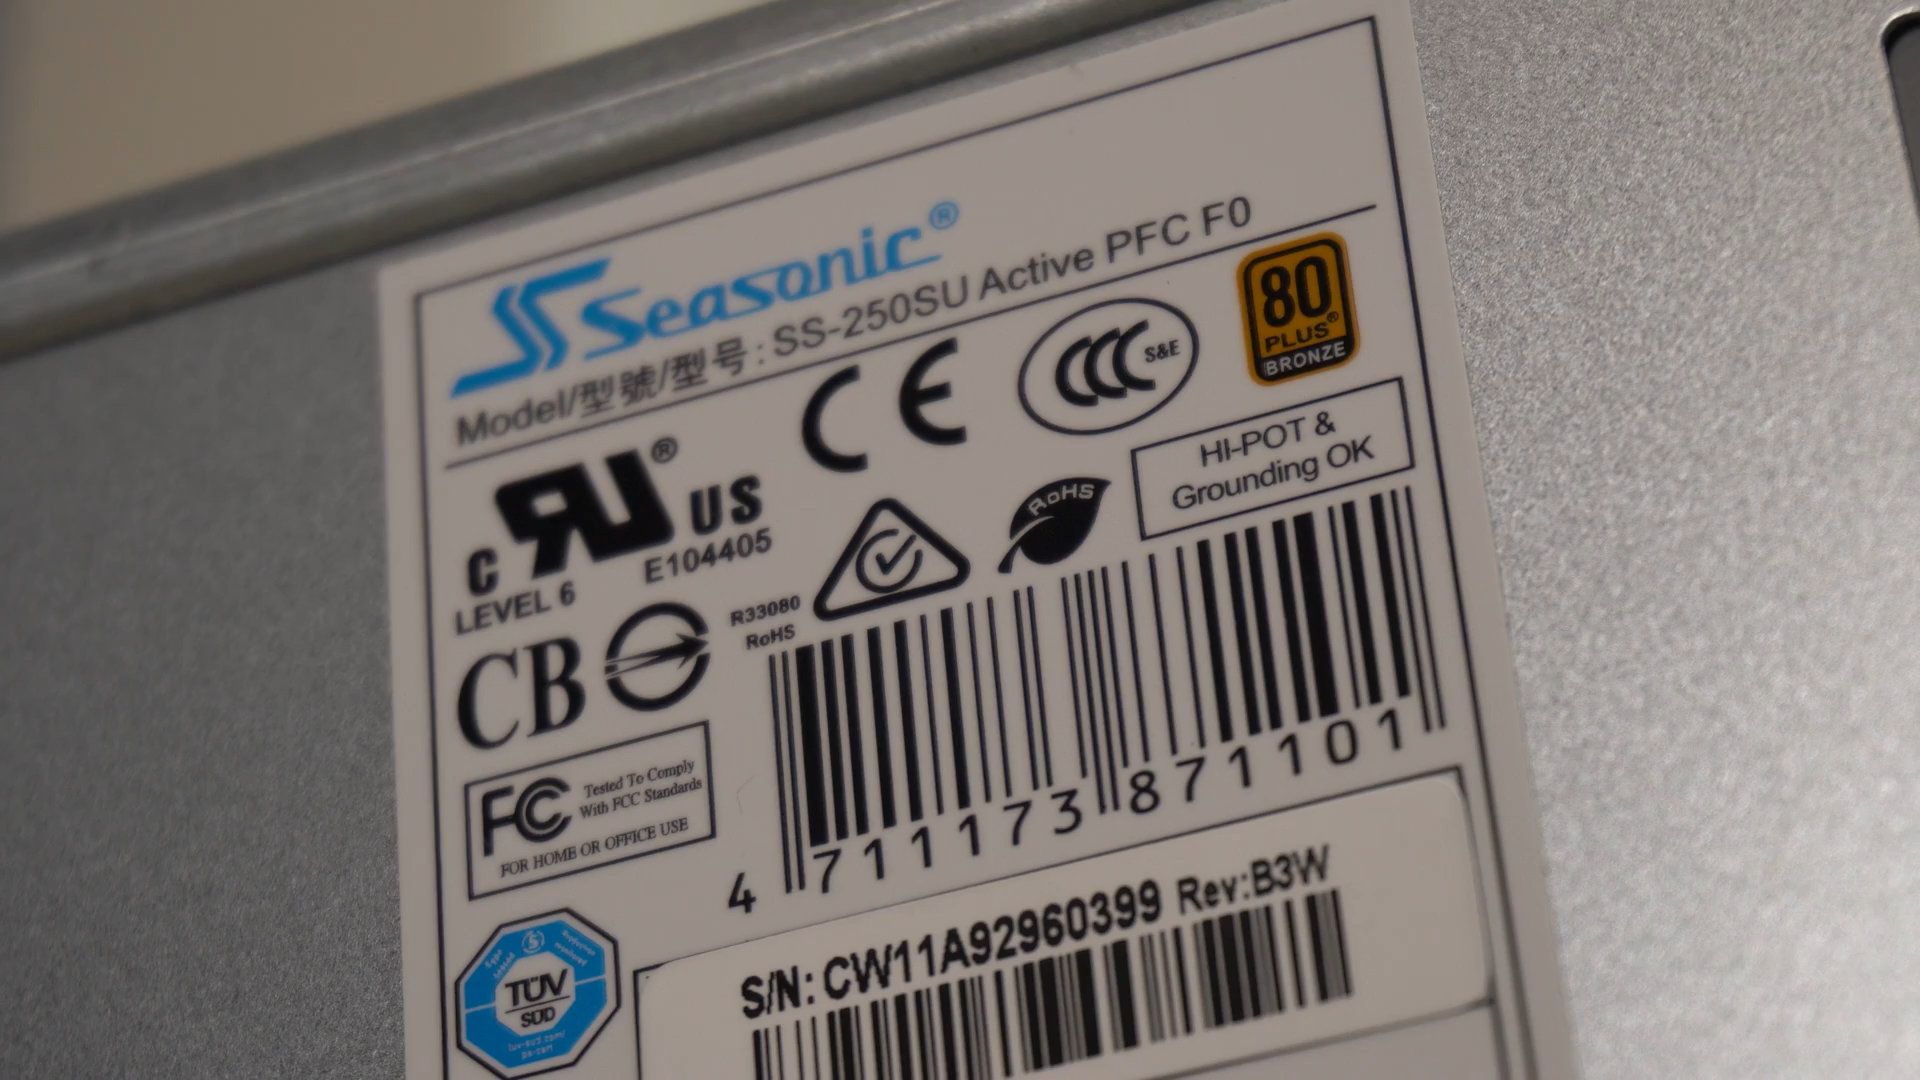 Seasonic®
Model/型號/型号: SS-250SU Active PFC F0
80
PLUS®
BRONZE
CE
CCC S&E
HI-POT &
Grounding OK
c RU® US
E104405
LEVEL 6
RoHS
R33080
RoHS
CB
FC Tested To Comply
With FCC Standards
FOR HOME OR OFFICE USE
4 711173 871101
TÜV
SÜD
S/N: CW11A92960399 Rev:B3W